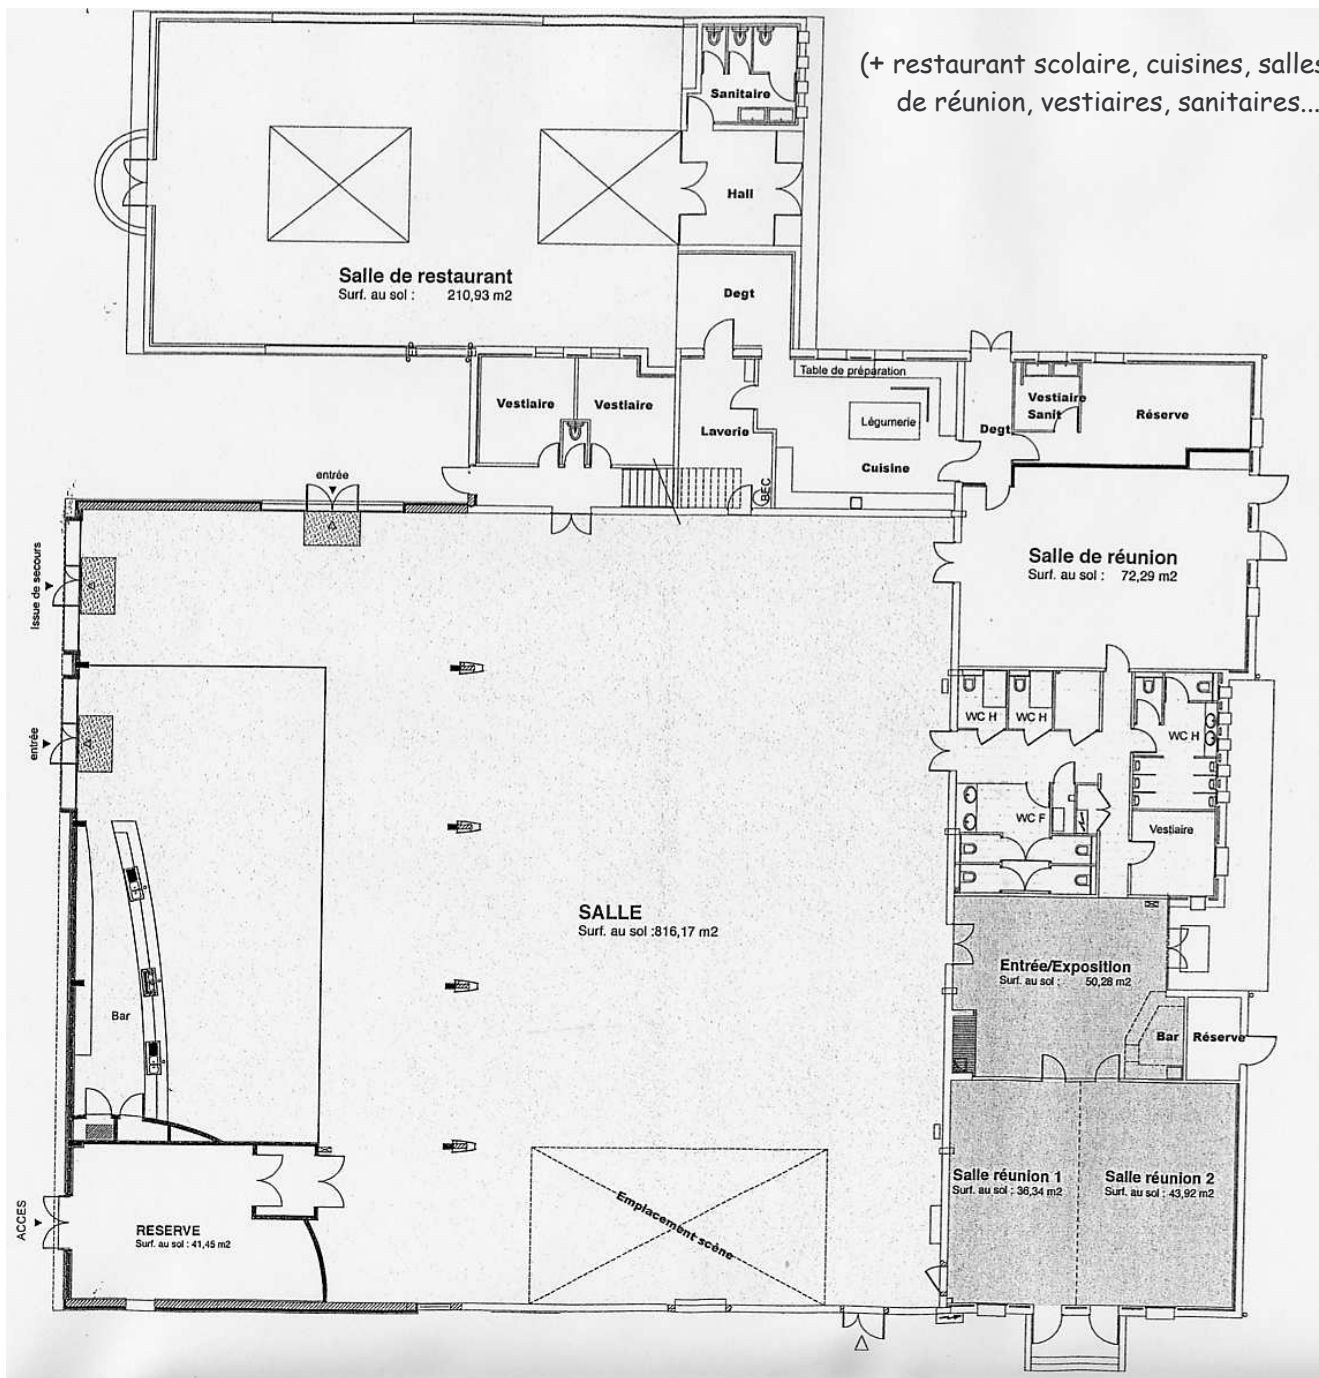 (+ restaurant scolaire, cuisines, salles
de réunion, vestiaires, sanitaires...
Sanitaire
Hall
Salle de restaurant
Surf. au sol : 210,93 m2
Degt
Table de préparation
Vestiaire
Vestiaire
Laverie
Légumerie
Cuisine
BEC
Degt
Vestiaire
Sanit
Réserve
entrée
Issue de secours
Salle de réunion
Surf. au sol : 72,29 m2
entrée
WC H
WC H
WC H
WC F
Vestiaire
SALLE
Surf. au sol :816,17 m2
Entrée/Exposition
Surf. au sol : 50,28 m2
Bar
Bar
Réserve
Salle réunion 1
Surf. au sol : 36,34 m2
Salle réunion 2
Surf. au sol : 43,92 m2
Emplacement scène
ACCES
RESERVE
Surf. au sol : 41,45 m2